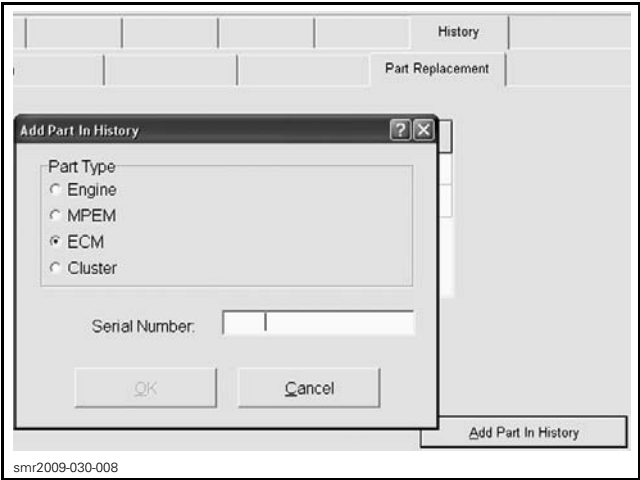 History
Part Replacement
Add Part In History
Part Type
Engine
MPEM
ECM
Cluster
Serial Number:
OK
Cancel
Add Part In History
smr2009-030-008